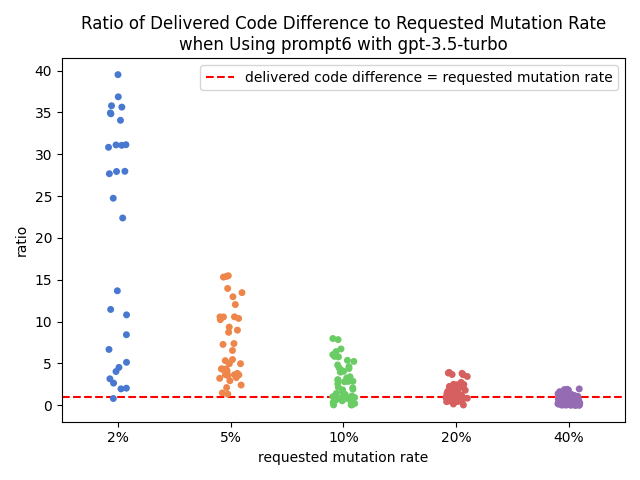 Ratio of Delivered Code Difference to Requested Mutation Rate
when Using prompt6 with gpt-3.5-turbo
delivered code difference = requested mutation rate
40
35
30
25
20
15
10
5
0
ratio
2% 5% 10% 20% 40%
requested mutation rate